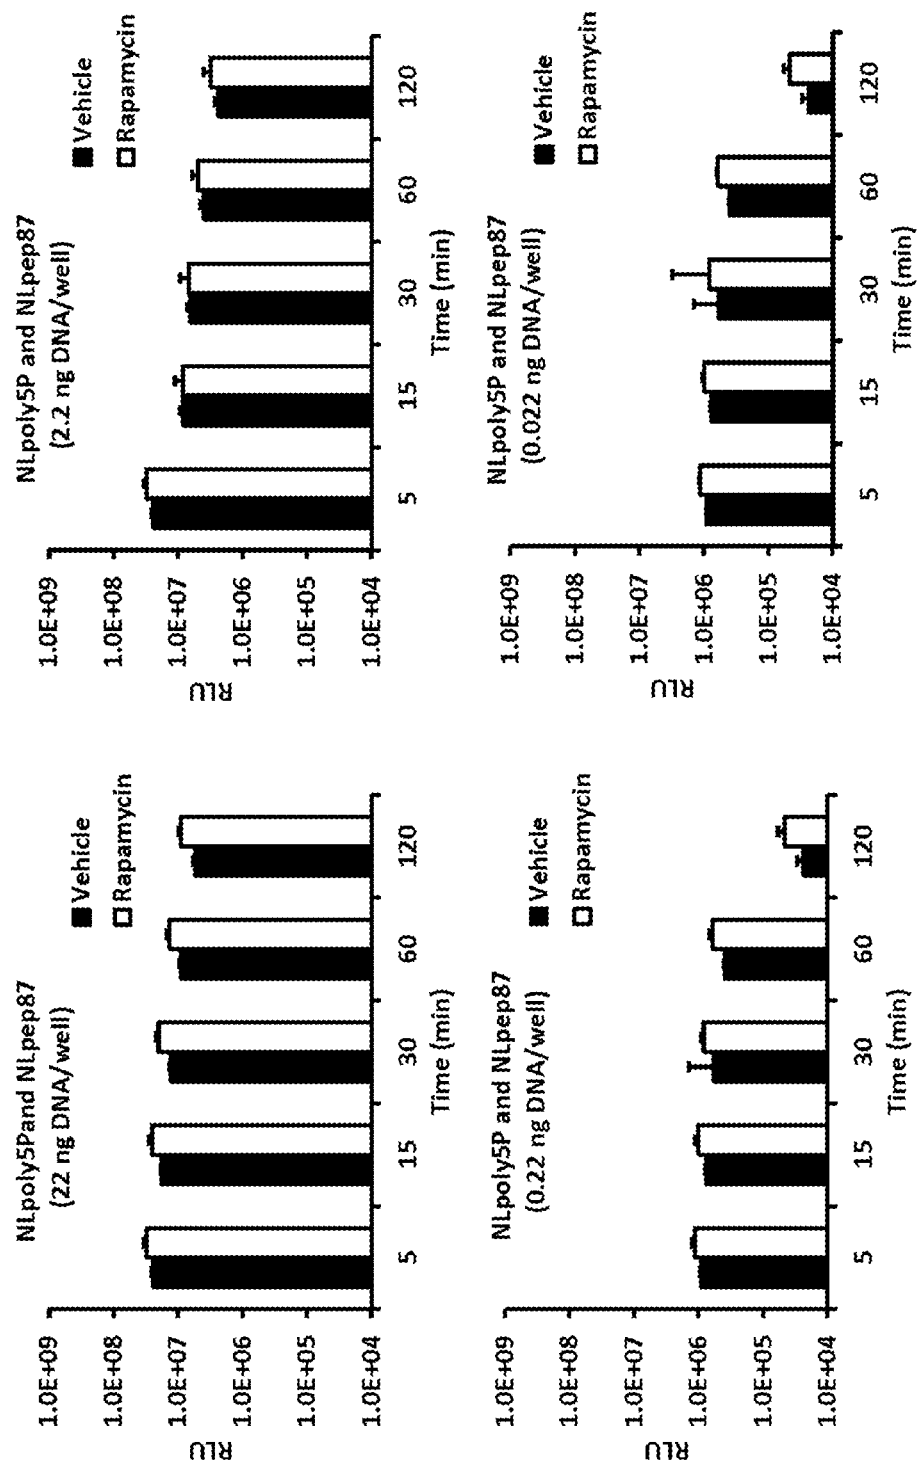 NLpoly5Pand NLpep87
(22 ng DNA/well)
1.0E+09
1.0E+08
1.0E+07
1.0E+06
1.0E+05
1.0E+04
RLU
Vehicle
Rapamycin
5 15 30 60 120
Time (min)
NLpoly5P and NLpep87
(2.2 ng DNA/well)
1.0E+09
1.0E+08
1.0E+07
1.0E+06
1.0E+05
1.0E+04
RLU
Vehicle
Rapamycin
5 15 30 60 120
Time (min)
NLpoly5P and NLpep87
(0.22 ng DNA/well)
1.0E+09
1.0E+08
1.0E+07
1.0E+06
1.0E+05
1.0E+04
RLU
Vehicle
Rapamycin
5 15 30 60 120
Time (min)
NLpoly5P and NLpep87
(0.022 ng DNA/well)
1.0E+09
1.0E+08
1.0E+07
1.0E+06
1.0E+05
1.0E+04
RLU
Vehicle
Rapamycin
5 15 30 60 120
Time (min)